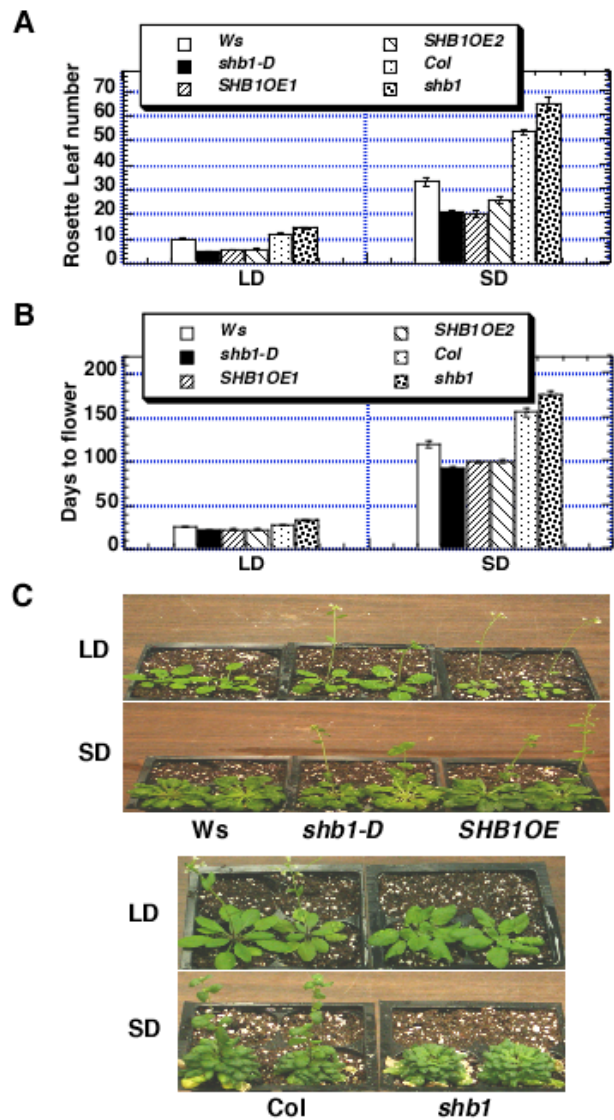 A
Ws SHB1OE2
shb1-D Col
SHB1OE1 shb1
Rosette Leaf number
70
60
50
40
30
20
10
0
LD SD
B
Ws SHB1OE2
shb1-D Col
SHB1OE1 shb1
Days to flower
200
150
100
50
0
LD SD
C
LD
SD
Ws shb1-D SHB1OE
LD
SD
Col shb1